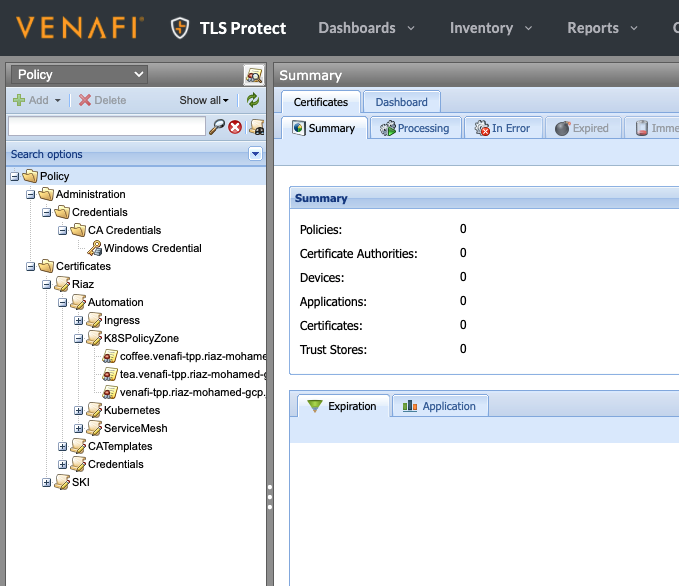 VENAFI TLS Protect Dashboards Inventory Reports
Policy
Add Delete Show all
Search options
Policy
Administration
Credentials
CA Credentials
Windows Credential
Certificates
Riaz
Automation
Ingress
K8SPolicyZone
coffee.venafi-tpp.riaz-mohame
tea.venafi-tpp.riaz-mohamed-g
venafi-tpp.riaz-mohamed-gcp.
Kubernetes
ServiceMesh
CATemplates
Credentials
SKI
Summary
Certificates Dashboard
Summary Processing In Error Expired Imme
Summary
Policies: 0
Certificate Authorities: 0
Devices: 0
Applications: 0
Certificates: 0
Trust Stores: 0
Expiration Application